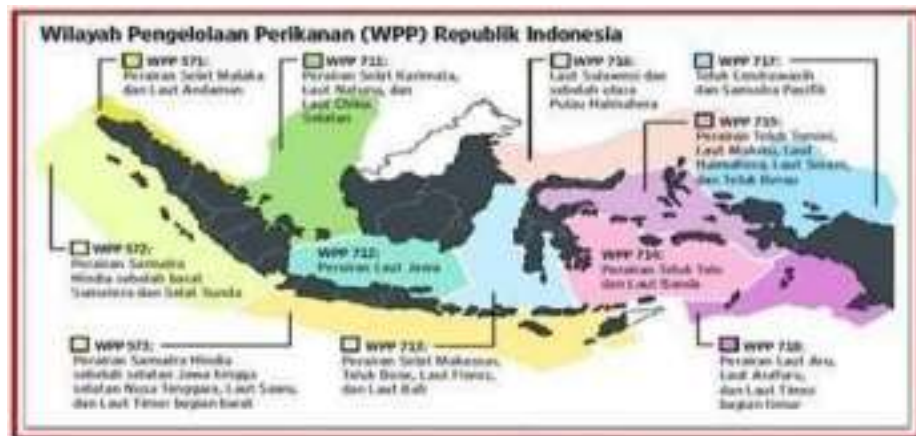 Wilayah Pengelolaan Perikanan (WPP) Republik Indonesia
WPP 571:
Perairan Selat Malaka
dan Laut Andaman
WPP 711:
Perairan Selat Karimata,
Laut Natuna, dan
Laut China
Selatan
WPP 716:
Laut Sulawesi dan
sebelah utara
Pulau Halmahera
WPP 717:
Teluk Cendrawasih
dan Samudra Pasifik
WPP 715:
Perairan Teluk Tomini,
Laut Maluku, Laut
Halmahera, Laut Seram,
dan Teluk Berau
WPP 572:
Perairan Samudra
Hindia sebelah barat
Sumatera dan Selat Sunda
WPP 712:
Perairan Laut Jawa
WPP 714:
Perairan Teluk Tolo
dan Laut Banda
WPP 573:
Perairan Samudra Hindia
sebelah selatan Jawa hingga
selatan Nusa Tenggara, Laut Sawu,
dan Laut Timor bagian barat
WPP 713:
Perairan Selat Makassar,
Teluk Bone, Laut Flores,
dan Laut Bali
WPP 718:
Perairan Laut Aru,
Laut Arafuru,
dan Laut Timor
bagian timur